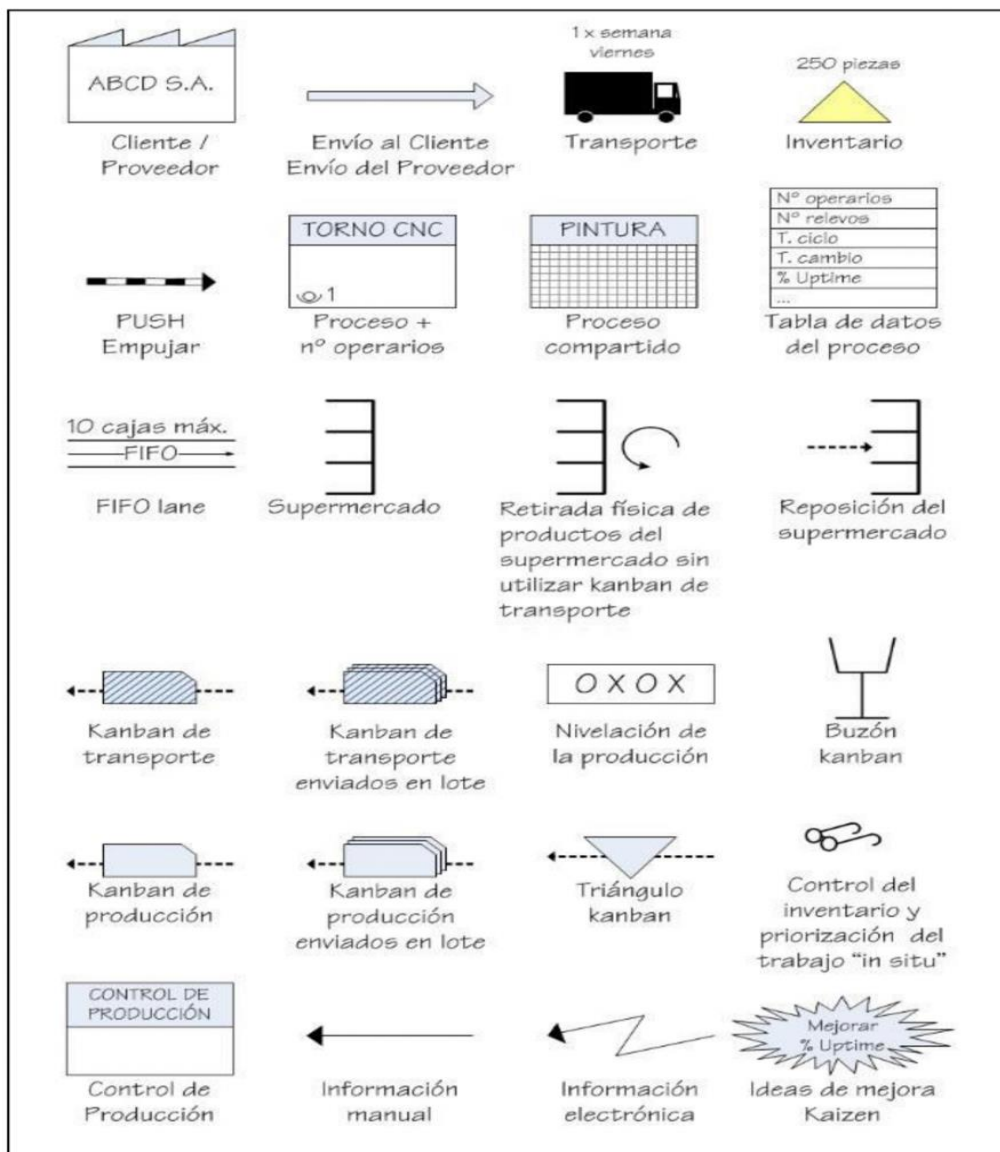 ABCD S.A.
Cliente /
Proveedor
Envío al Cliente
Envío del Proveedor
1 x semana
viernes
Transporte
250 piezas
Inventario
PUSH
Empujar
TORNO CNC
1
Proceso +
nº operarios
PINTURA
Proceso
compartido
Nº operarios
Nº relevos
T. ciclo
T. cambio
% Uptime
...
Tabla de datos
del proceso
10 cajas máx.
FIFO
FIFO lane
Supermercado
Retirada física de
productos del
supermercado sin
utilizar kanban de
transporte
Reposición del
supermercado
Kanban de
transporte
Kanban de
transporte
enviados en lote
OXOX
Nivelación de
la producción
Buzón
kanban
Kanban de
producción
Kanban de
producción
enviados en lote
Triángulo
kanban
Control del
inventario y
priorización del
trabajo “in situ”
CONTROL DE
PRODUCCIÓN
Control de
Producción
Información
manual
Información
electrónica
Mejorar
% Uptime
Ideas de mejora
Kaizen